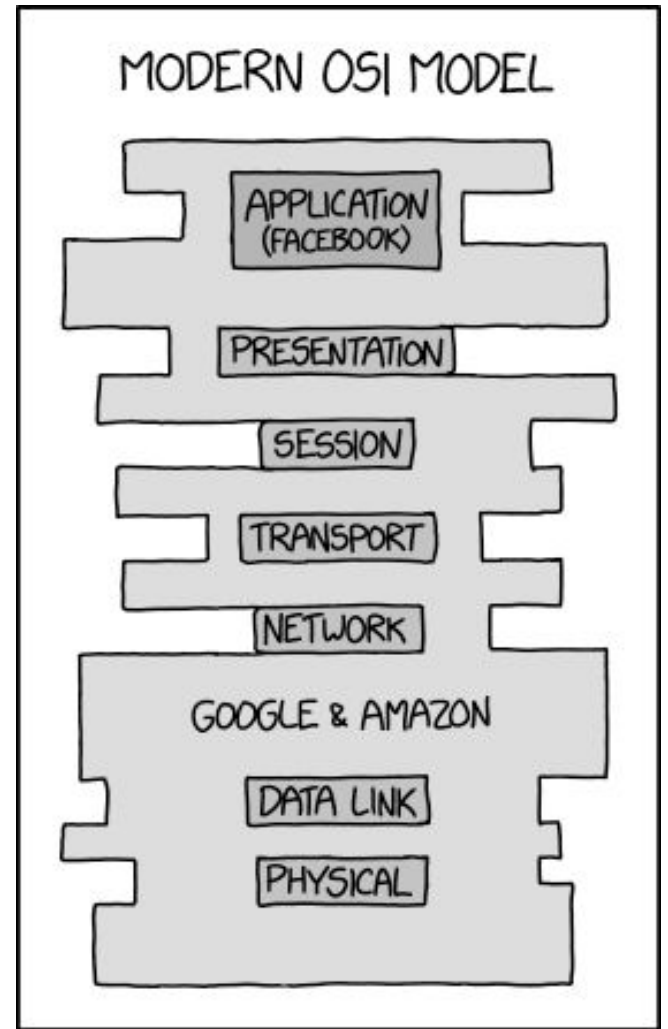 MODERN OSI MODEL
APPLICATION
(FACEBOOK)
PRESENTATION
SESSION
TRANSPORT
NETWORK
GOOGLE & AMAZON
DATA LINK
PHYSICAL